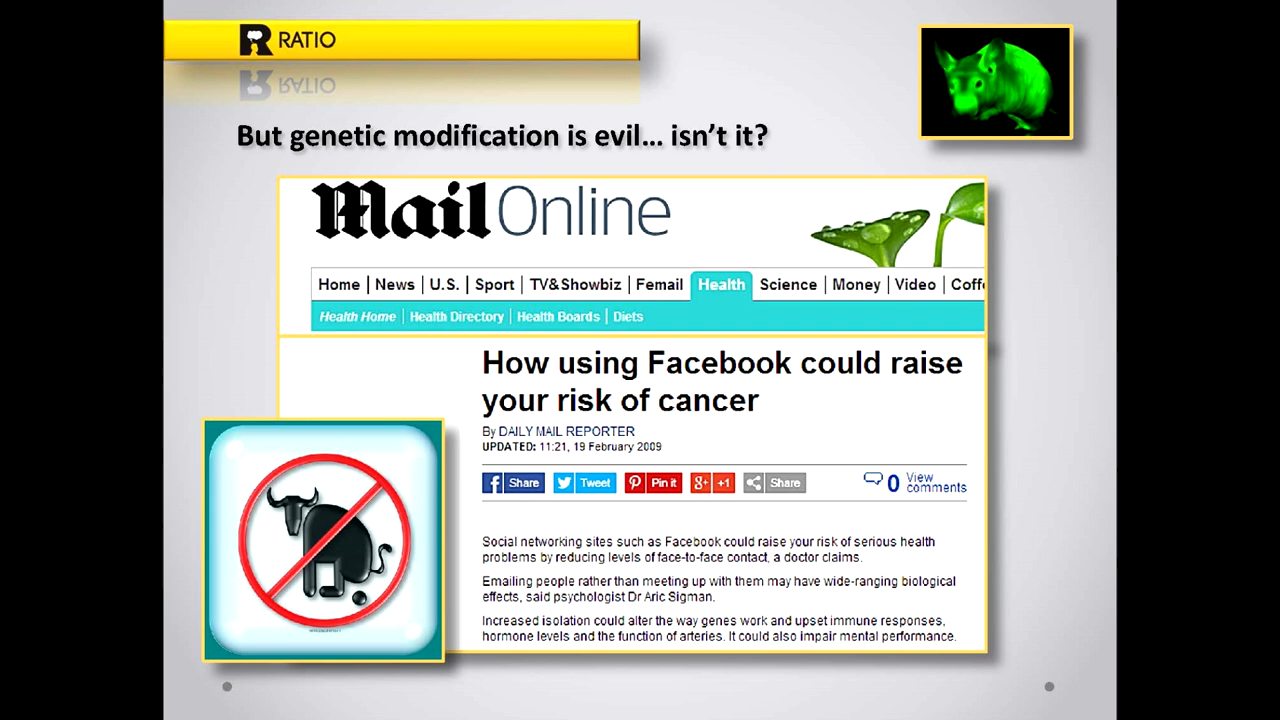 RATIO
But genetic modification is evil... isn't it?
Mail Online
Home | News | U.S. | Sport | TV&Showbiz | Femail | Health | Science | Money | Video | Coff
Health Home | Health Directory | Health Boards | Diets
How using Facebook could raise
your risk of cancer
By DAILY MAIL REPORTER
UPDATED: 11:21, 19 February 2009
Share Tweet Pin it +1 Share 0 View comments
Social networking sites such as Facebook could raise your risk of serious health
problems by reducing levels of face-to-face contact, a doctor claims.
Emailing people rather than meeting up with them may have wide-ranging biological
effects, said psychologist Dr Aric Sigman.
Increased isolation could alter the way genes work and upset immune responses,
hormone levels and the function of arteries. It could also impair mental performance.